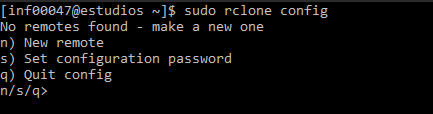 [inf00047@estudios ~]$ sudo rclone config
No remotes found - make a new one
n) New remote
s) Set configuration password
q) Quit config
n/s/q>